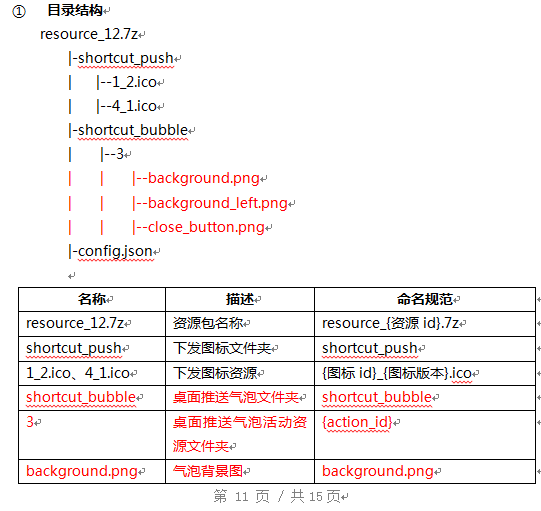 ① 目录结构
resource_12.7z
|-shortcut_push
| |--1_2.ico
| |--4_1.ico
|-shortcut_bubble
| |--3
| | |--background.png
| | |--background_left.png
| | |--close_button.png
|-config.json
名称 描述 命名规范
resource_12.7z 资源包名称 resource_{资源 id}.7z
shortcut_push 下发图标文件夹 shortcut_push
1_2.ico、4_1.ico 下发图标资源 {图标 id}_{图标版本}.ico
shortcut_bubble 桌面推送气泡文件夹 shortcut_bubble
3 桌面推送气泡活动资 {action_id}
源文件夹
background.png 气泡背景图 background.png
第 11 页 / 共15页